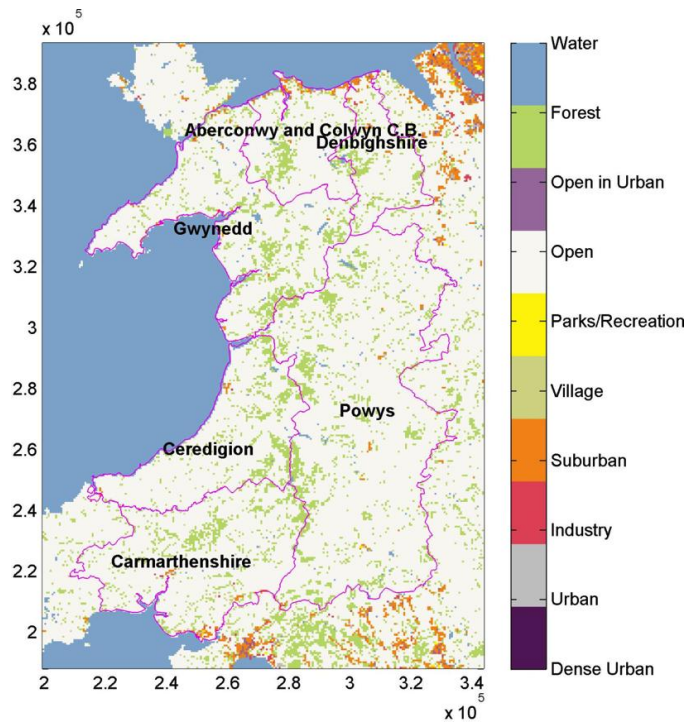 x 10^5
3.8
3.6
3.4
3.2
3
2.8
2.6
2.4
2.2
2
2
2.2
2.4
2.6
2.8
3
3.2
3.4
x 10^5
Aberconwy and Colwyn C.B.
Denbighshire
Gwynedd
Powys
Ceredigion
Carmarthenshire
Water
Forest
Open in Urban
Open
Parks/Recreation
Village
Suburban
Industry
Urban
Dense Urban